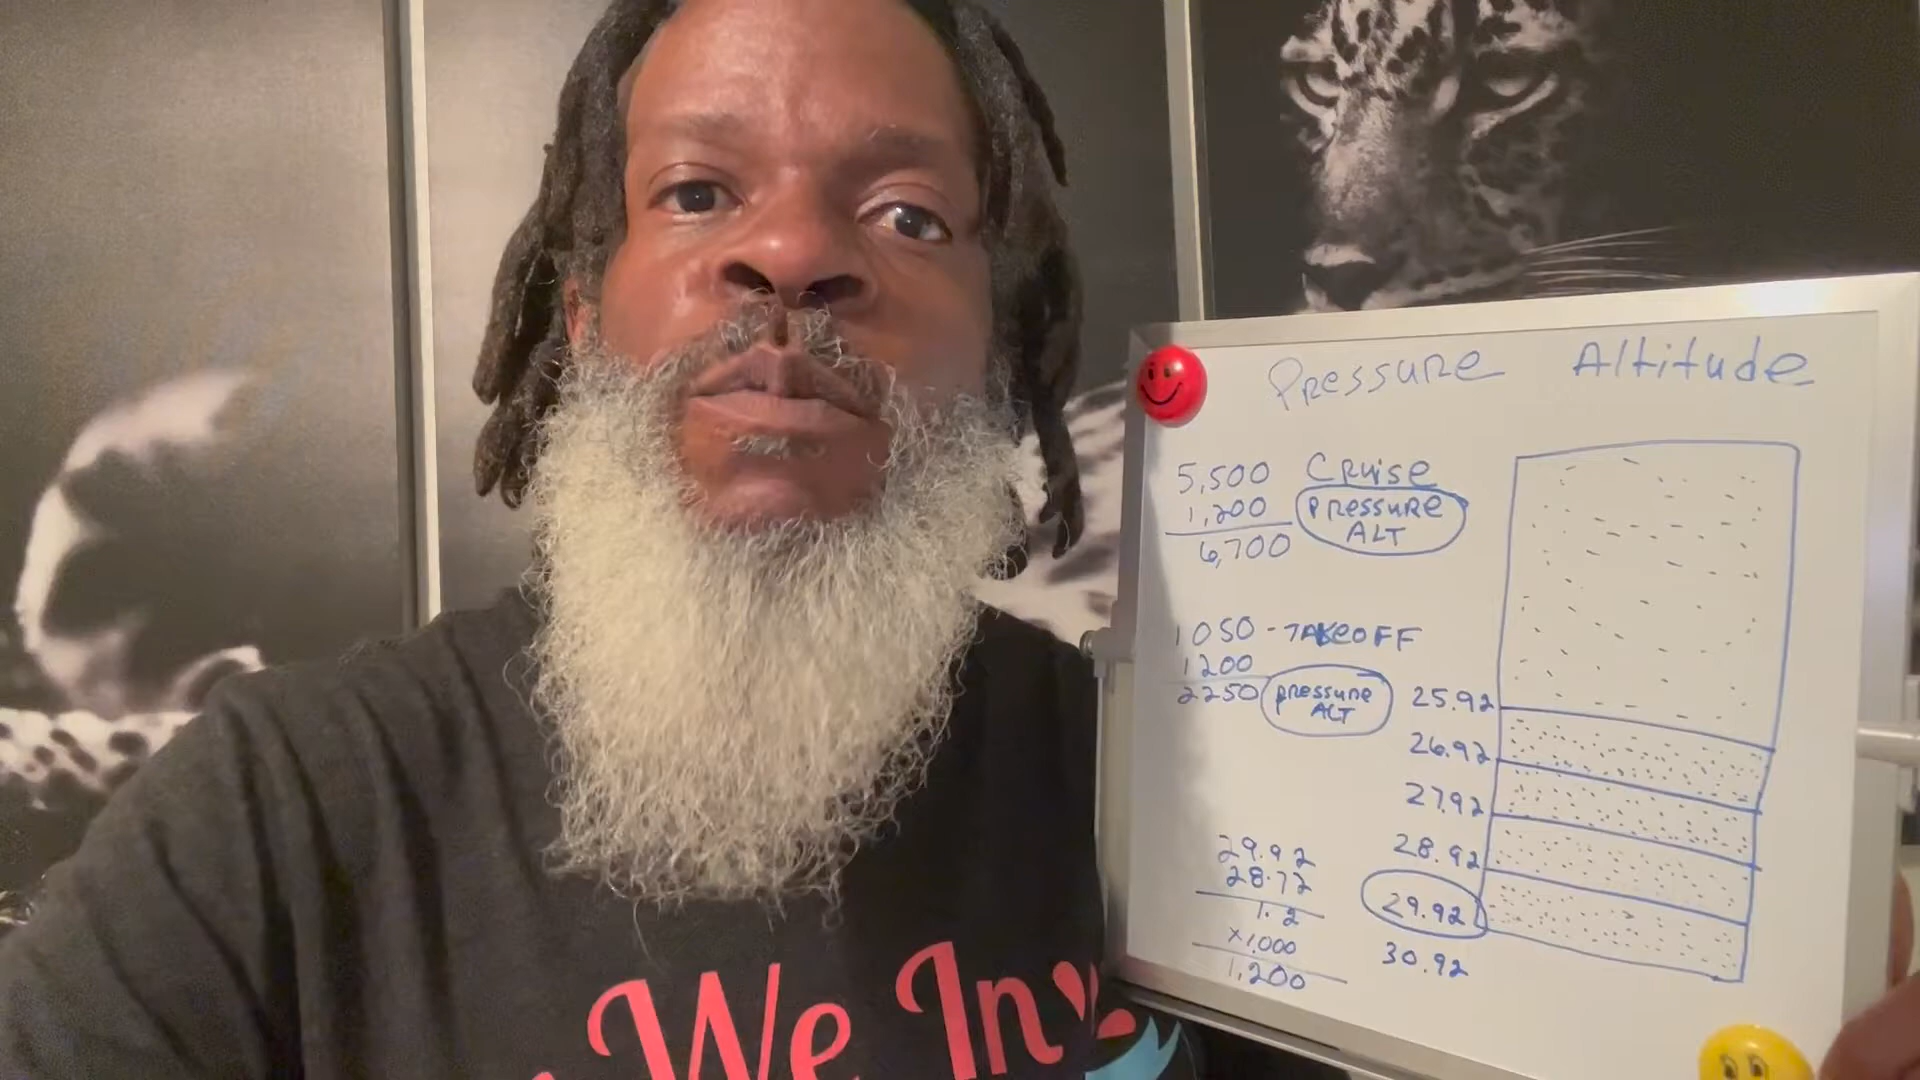 Pressure Altitude
5,500 Cruise
1,200 Pressure
ALT
6,700
1050 - TAKEOFF
1200
2250 pressure
ALT
25.92
26.92
27.92
28.92
29.92
30.92
29.92
28.72
1.2
x1,000
1,200
We In